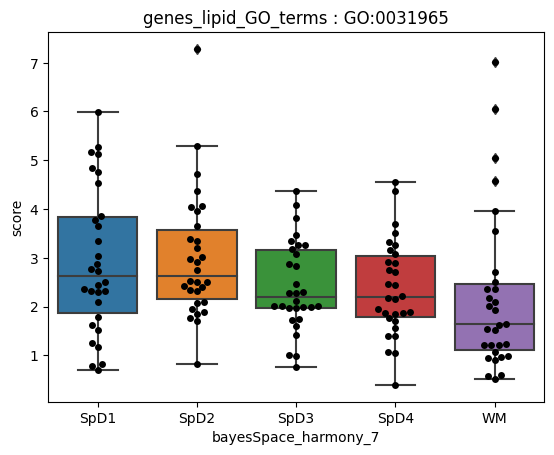 genes_lipid_GO_terms : GO:0031965
7
6
5
4
3
2
1
score
SpD1 SpD2 SpD3 SpD4 WM
bayesSpace_harmony_7